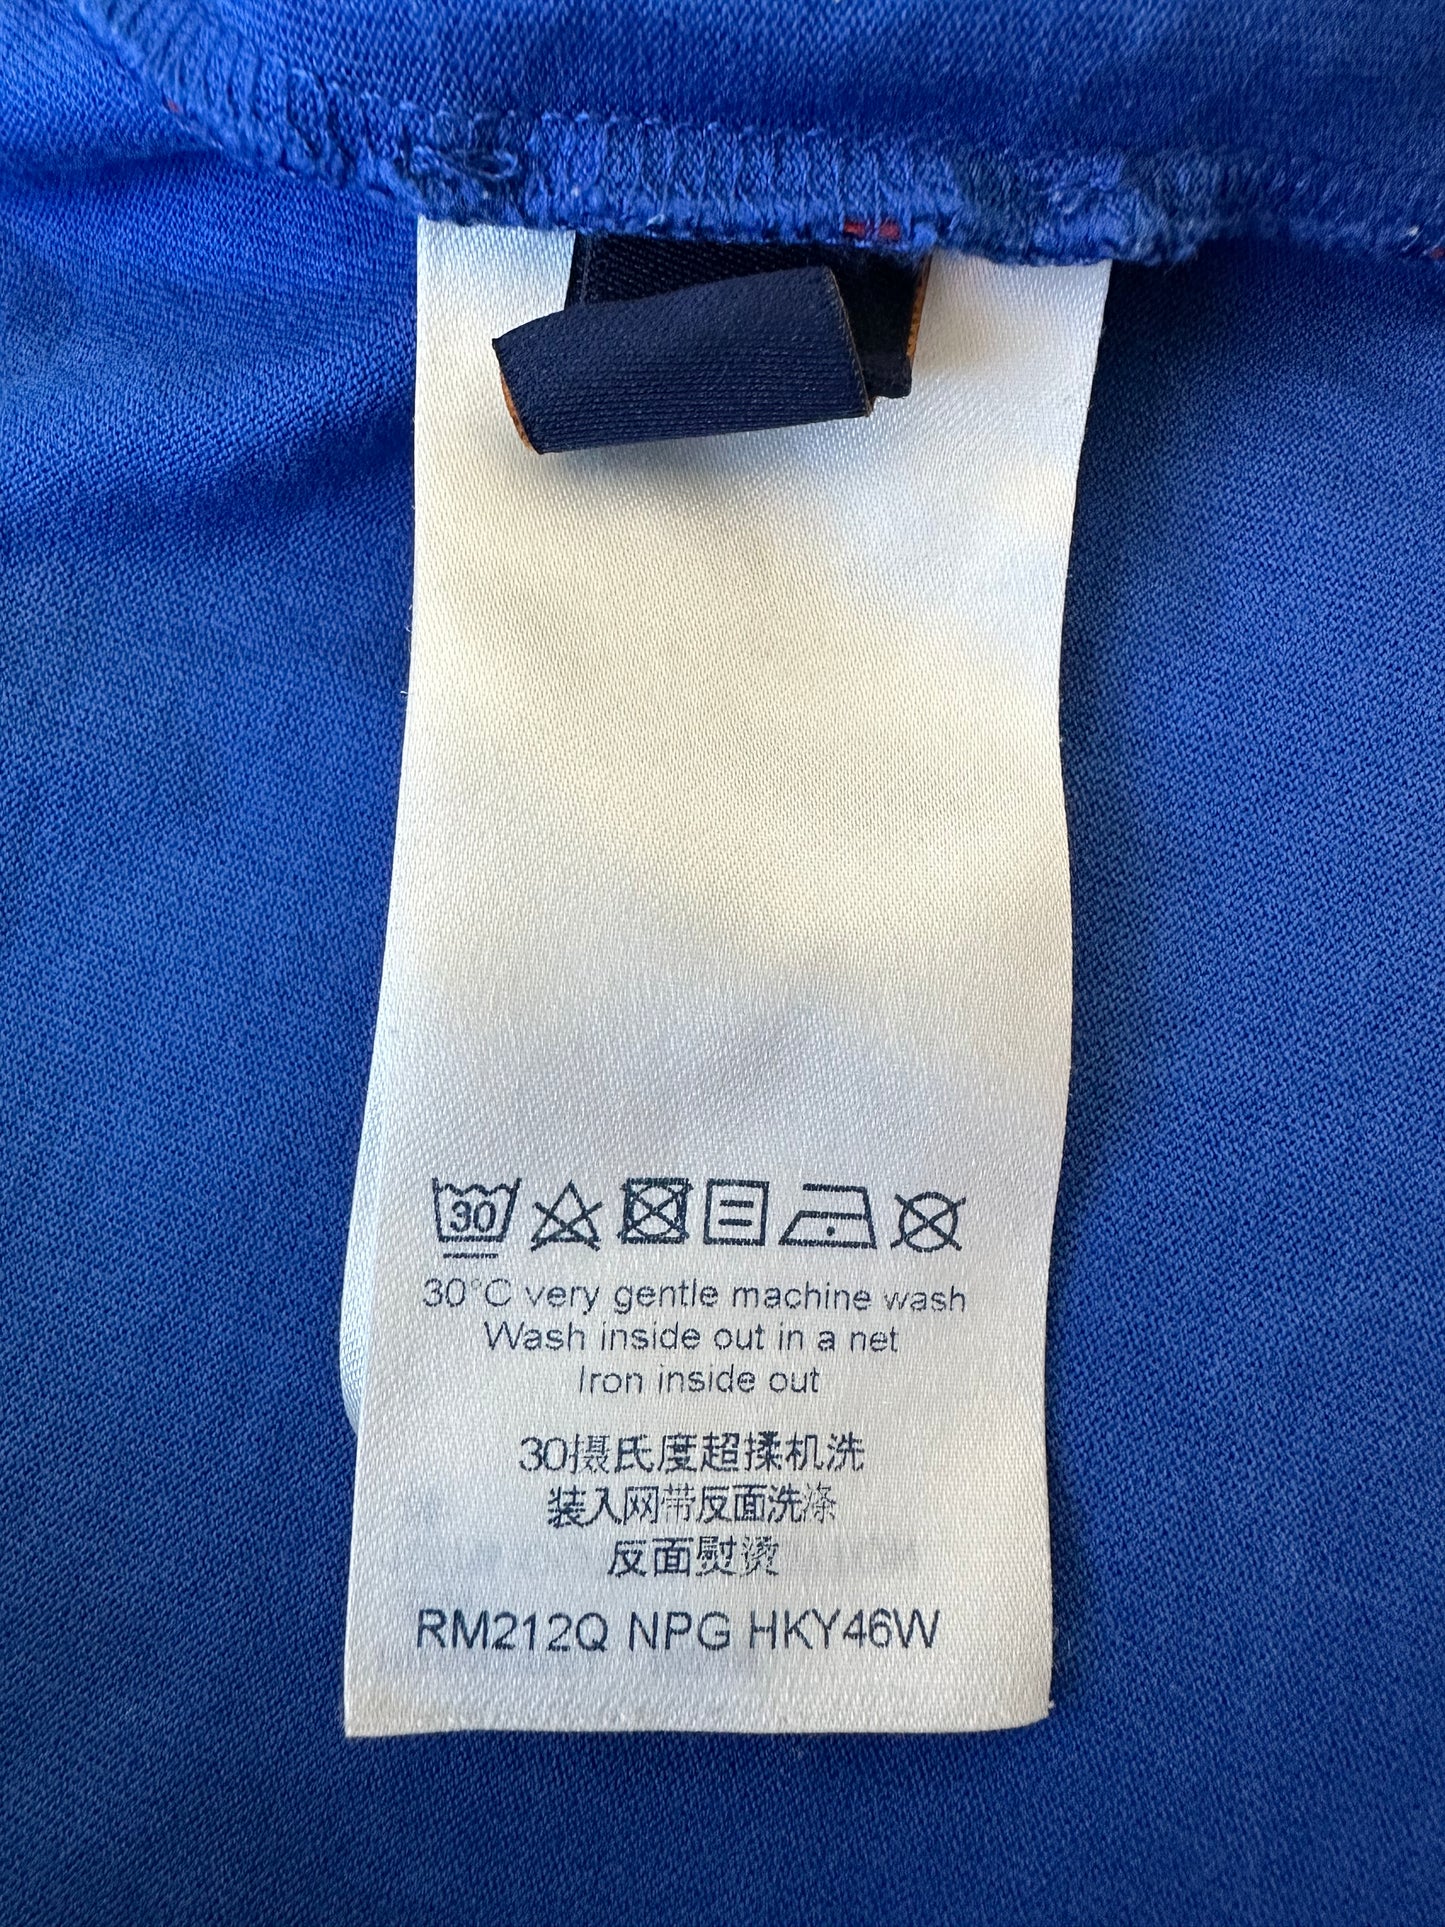 30
30°C very gentle machine wash
Wash inside out in a net
Iron inside out
30摄氏度超揉机洗
装入网带反面洗涤
反面熨烫
RM212Q NPG HKY46W